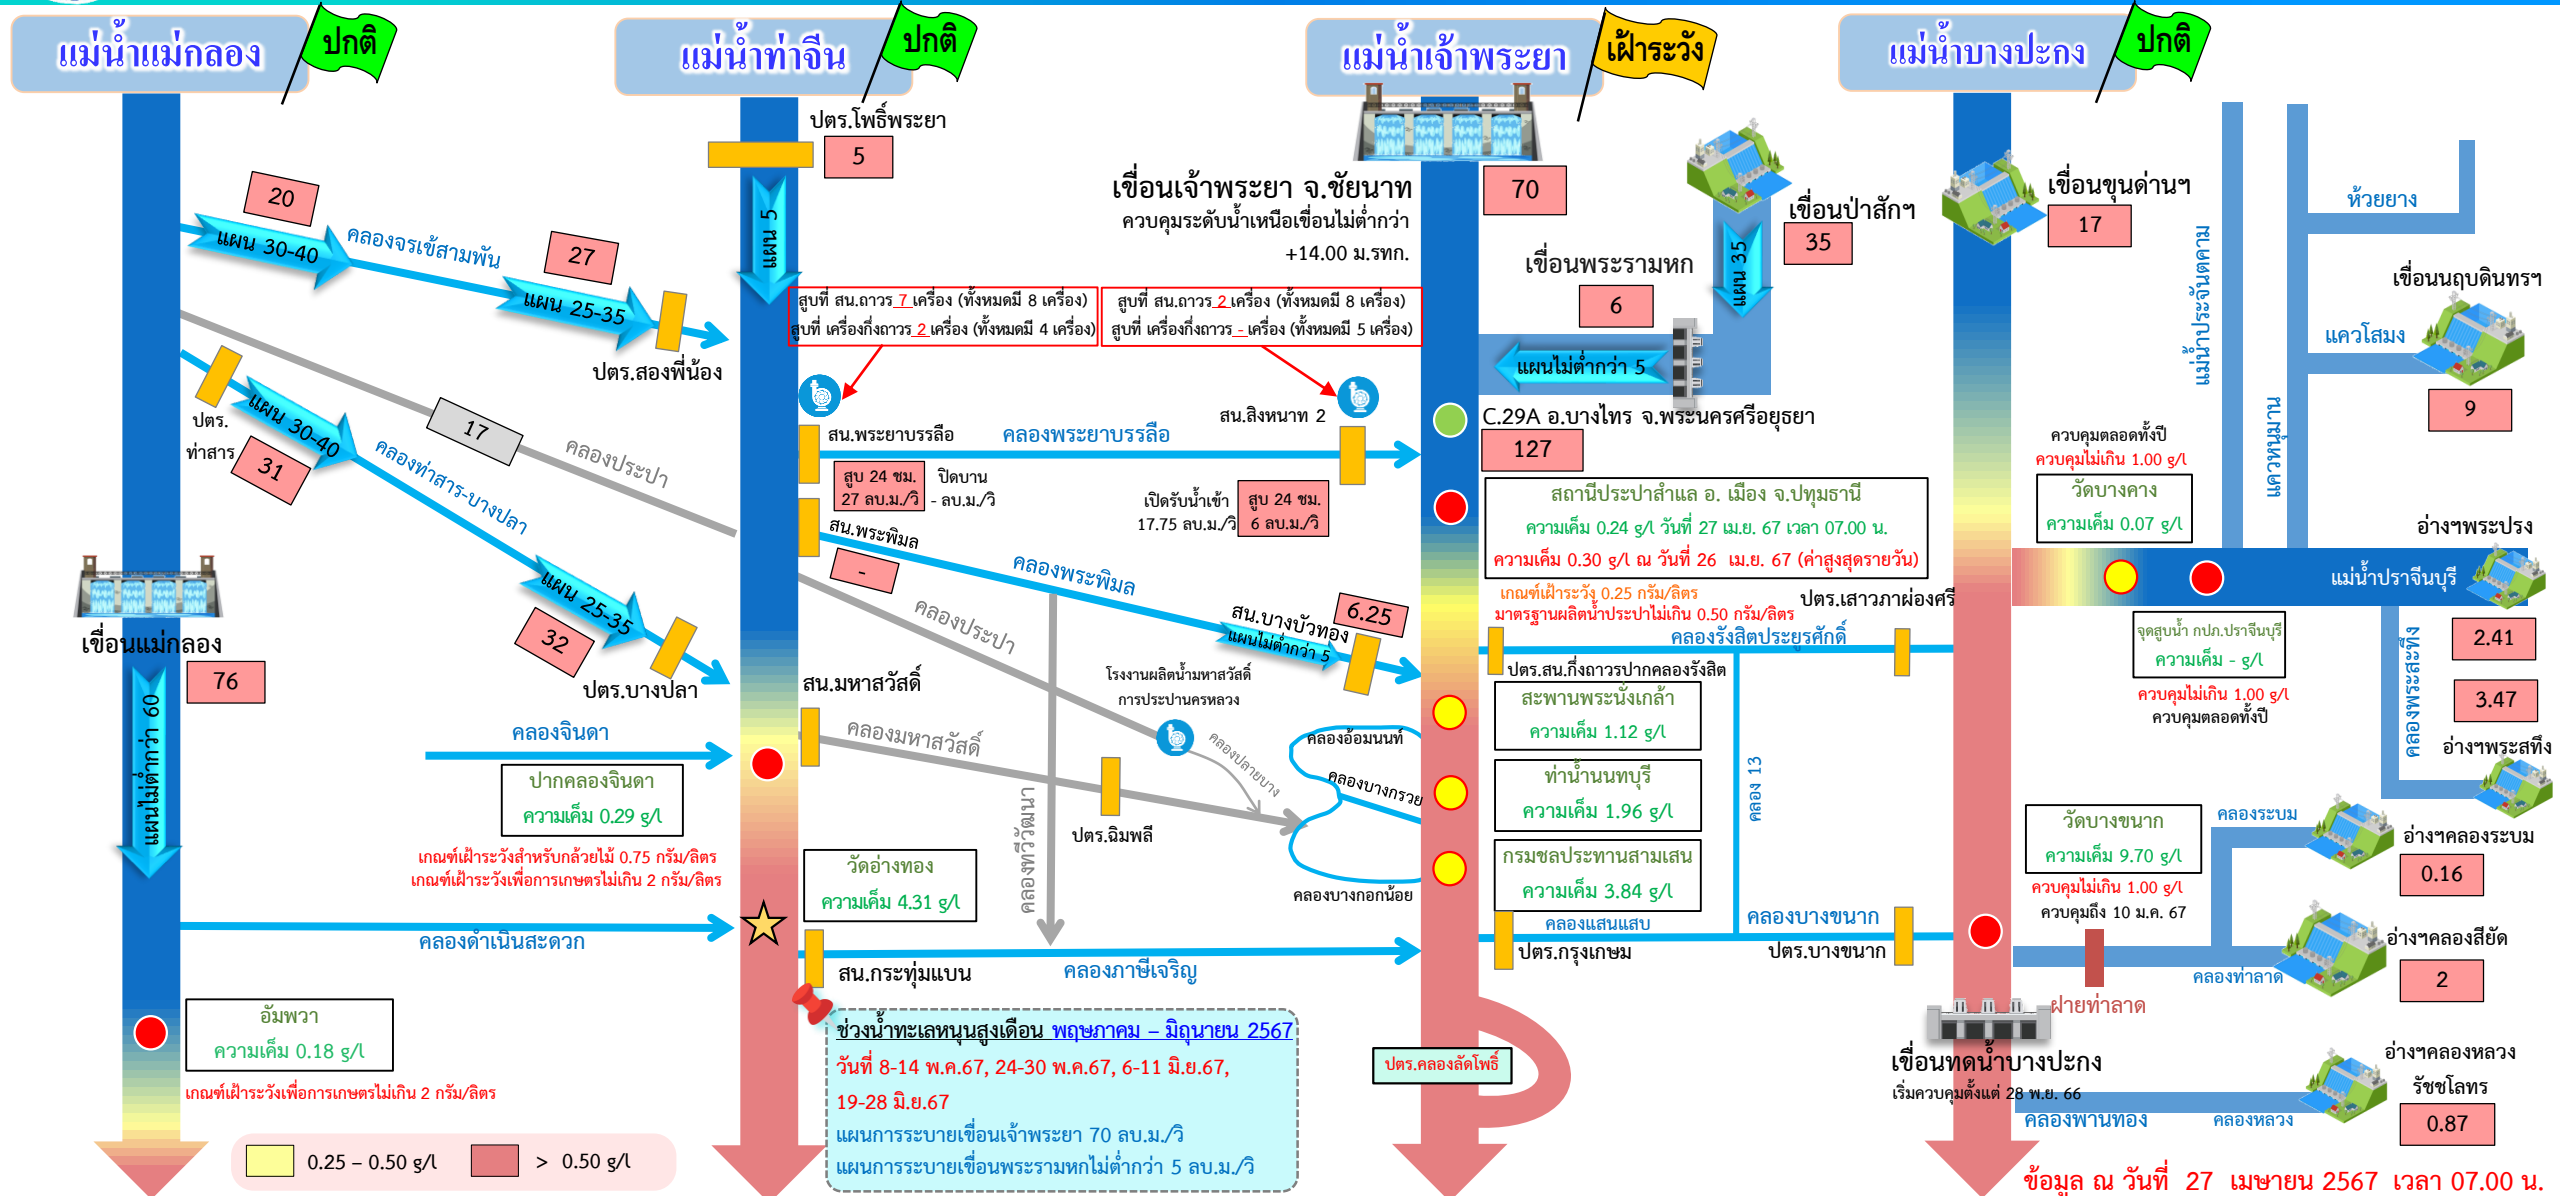 แม่น้ำแม่กลอง
ปกติ
แม่น้ำท่าจีน
ปกติ
แม่น้ำเจ้าพระยา
เฝ้าระวัง
แม่น้ำบางปะกง
ปกติ
20
แผน 30-40
คลองจรเข้สามพัน
27
แผน 25-35
ปตร.สองพี่น้อง
ปตร.
ท่าสาร
แผน 30-40
31
คลองท่าสาร-บางปลา
17
คลองประปา
แผน 25-35
32
ปตร.บางปลา
เขื่อนแม่กลอง
76
แผนไม่ต่ำกว่า 60
คลองจินดา
ปากคลองจินดา
ความเค็ม 0.29 g/l
เกณฑ์เฝ้าระวังสำหรับกล้วยไม้ 0.75 กรัม/ลิตร
เกณฑ์เฝ้าระวังเพื่อการเกษตรไม่เกิน 2 กรัม/ลิตร
คลองดำเนินสะดวก
อัมพวา
ความเค็ม 0.18 g/l
เกณฑ์เฝ้าระวังเพื่อการเกษตรไม่เกิน 2 กรัม/ลิตร
0.25 – 0.50 g/l
> 0.50 g/l
ปตร.โพธิ์พระยา
5
แผน 5
สูบที่ สน.ถาวร 7 เครื่อง (ทั้งหมดมี 8 เครื่อง)
สูบที่ เครื่องกึ่งถาวร 2 เครื่อง (ทั้งหมดมี 4 เครื่อง)
สูบที่ สน.ถาวร 2 เครื่อง (ทั้งหมดมี 8 เครื่อง)
สูบที่ เครื่องกึ่งถาวร - เครื่อง (ทั้งหมดมี 5 เครื่อง)
สน.พระยาบรรลือ
คลองพระยาบรรลือ
สน.สิงหนาท 2
สูบ 24 ชม.
27 ลบ.ม./วิ
ปิดบาน
- ลบ.ม./วิ
เปิดรับน้ำเข้า
17.75 ลบ.ม./วิ
สูบ 24 ชม.
6 ลบ.ม./วิ
สน.พระพิมล
-
คลองพระพิมล
คลองประปา
สน.บางบัวทอง
6.25
แผนไม่ต่ำกว่า 5
โรงงานผลิตน้ำมหาสวัสดิ์
การประปานครหลวง
สน.มหาสวัสดิ์
คลองมหาสวัสดิ์
คลองปลายบาง
คลองทวีวัฒนา
ปตร.ฉิมพลี
คลองอ้อมนนท์
คลองบางกรวย
คลองบางกอกน้อย
วัดอ่างทอง
ความเค็ม 4.31 g/l
สน.กระทุ่มแบน
คลองภาษีเจริญ
ช่วงน้ำทะเลหนุนสูงเดือน พฤษภาคม – มิถุนายน 2567
วันที่ 8-14 พ.ค.67, 24-30 พ.ค.67, 6-11 มิ.ย.67,
19-28 มิ.ย.67
แผนการระบายเขื่อนเจ้าพระยา 70 ลบ.ม./วิ
แผนการระบายเขื่อนพระรามหกไม่ต่ำกว่า 5 ลบ.ม./วิ
เขื่อนเจ้าพระยา จ.ชัยนาท
ควบคุมระดับน้ำเหนือเขื่อนไม่ต่ำกว่า
+14.00 ม.รทก.
70
เขื่อนป่าสักฯ
35
แผน 35
เขื่อนพระรามหก
6
แผนไม่ต่ำกว่า 5
C.29A อ.บางไทร จ.พระนครศรีอยุธยา
127
สถานีประปาสำแล อ. เมือง จ.ปทุมธานี
ความเค็ม 0.24 g/l วันที่ 27 เม.ย. 67 เวลา 07.00 น.
ความเค็ม 0.30 g/l ณ วันที่ 26 เม.ย. 67 (ค่าสูงสุดรายวัน)
เกณฑ์เฝ้าระวัง 0.25 กรัม/ลิตร
มาตรฐานผลิตน้ำประปาไม่เกิน 0.50 กรัม/ลิตร
ปตร.เสาวภาผ่องศรี
คลองรังสิตประยูรศักดิ์
ปตร.สน.กึ่งถาวรปากคลองรังสิต
สะพานพระนั่งเกล้า
ความเค็ม 1.12 g/l
ท่าน้ำนนทบุรี
ความเค็ม 1.96 g/l
กรมชลประทานสามเสน
ความเค็ม 3.84 g/l
คลอง 13
คลองแสนแสบ
ปตร.กรุงเกษม
คลองบางขนาก
ปตร.บางขนาก
ปตร.คลองลัดโพธิ์
เขื่อนขุนด่านฯ
17
แม่น้ำประจันตคาม
แควหนุมาน
ห้วยยาง
แควโสมง
เขื่อนนฤบดินทรฯ
9
ควบคุมตลอดทั้งปี
ควบคุมไม่เกิน 1.00 g/l
วัดบางคาง
ความเค็ม 0.07 g/l
แม่น้ำปราจีนบุรี
อ่างฯพระปรง
2.41
จุดสูบน้ำ กปภ.ปราจีนบุรี
ความเค็ม - g/l
ควบคุมไม่เกิน 1.00 g/l
ควบคุมตลอดทั้งปี
คลองพระสะทึง
3.47
อ่างฯพระสทึง
วัดบางขนาก
ความเค็ม 9.70 g/l
ควบคุมไม่เกิน 1.00 g/l
ควบคุมถึง 10 ม.ค. 67
คลองระบม
อ่างฯคลองระบม
0.16
คลองท่าลาด
อ่างฯคลองสียัด
2
ฝายท่าลาด
เขื่อนทดน้ำบางปะกง
เริ่มควบคุมตั้งแต่ 28 พ.ย. 66
คลองพานทอง
คลองหลวง
อ่างฯคลองหลวง
รัชชโลทร
0.87
ข้อมูล ณ วันที่ 27 เมษายน 2567 เวลา 07.00 น.